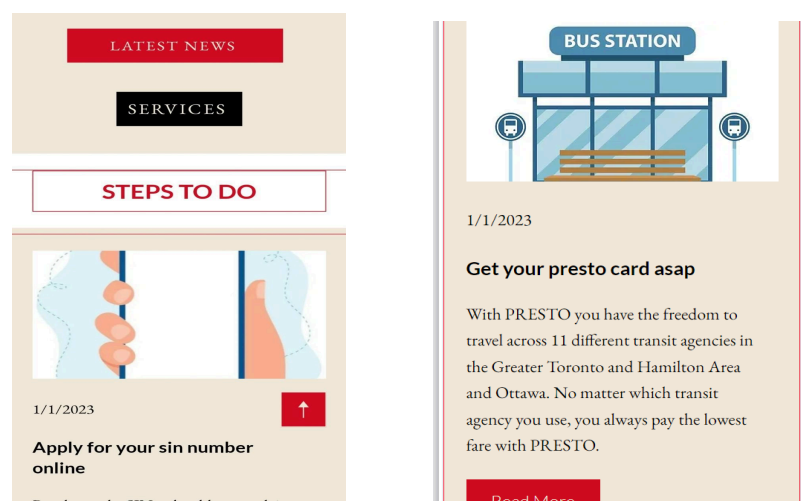 LATEST NEWS
SERVICES
STEPS TO DO
1/1/2023
Apply for your sin number
online
BUS STATION
1/1/2023
Get your presto card asap
With PRESTO you have the freedom to
travel across 11 different transit agencies in
the Greater Toronto and Hamilton Area
and Ottawa. No matter which transit
agency you use, you always pay the lowest
fare with PRESTO.
Read More